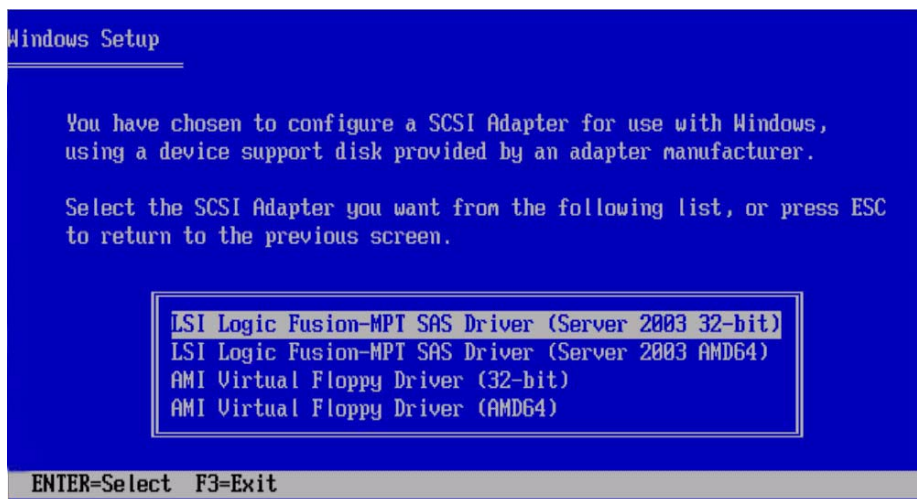 Windows Setup
You have chosen to configure a SCSI Adapter for use with Windows,
using a device support disk provided by an adapter manufacturer.
Select the SCSI Adapter you want from the following list, or press ESC
to return to the previous screen.
LSI Logic Fusion-MPT SAS Driver (Server 2003 32-bit)
LSI Logic Fusion-MPT SAS Driver (Server 2003 AMD64)
AMI Virtual Floppy Driver (32-bit)
AMI Virtual Floppy Driver (AMD64)
ENTER=Select F3=Exit